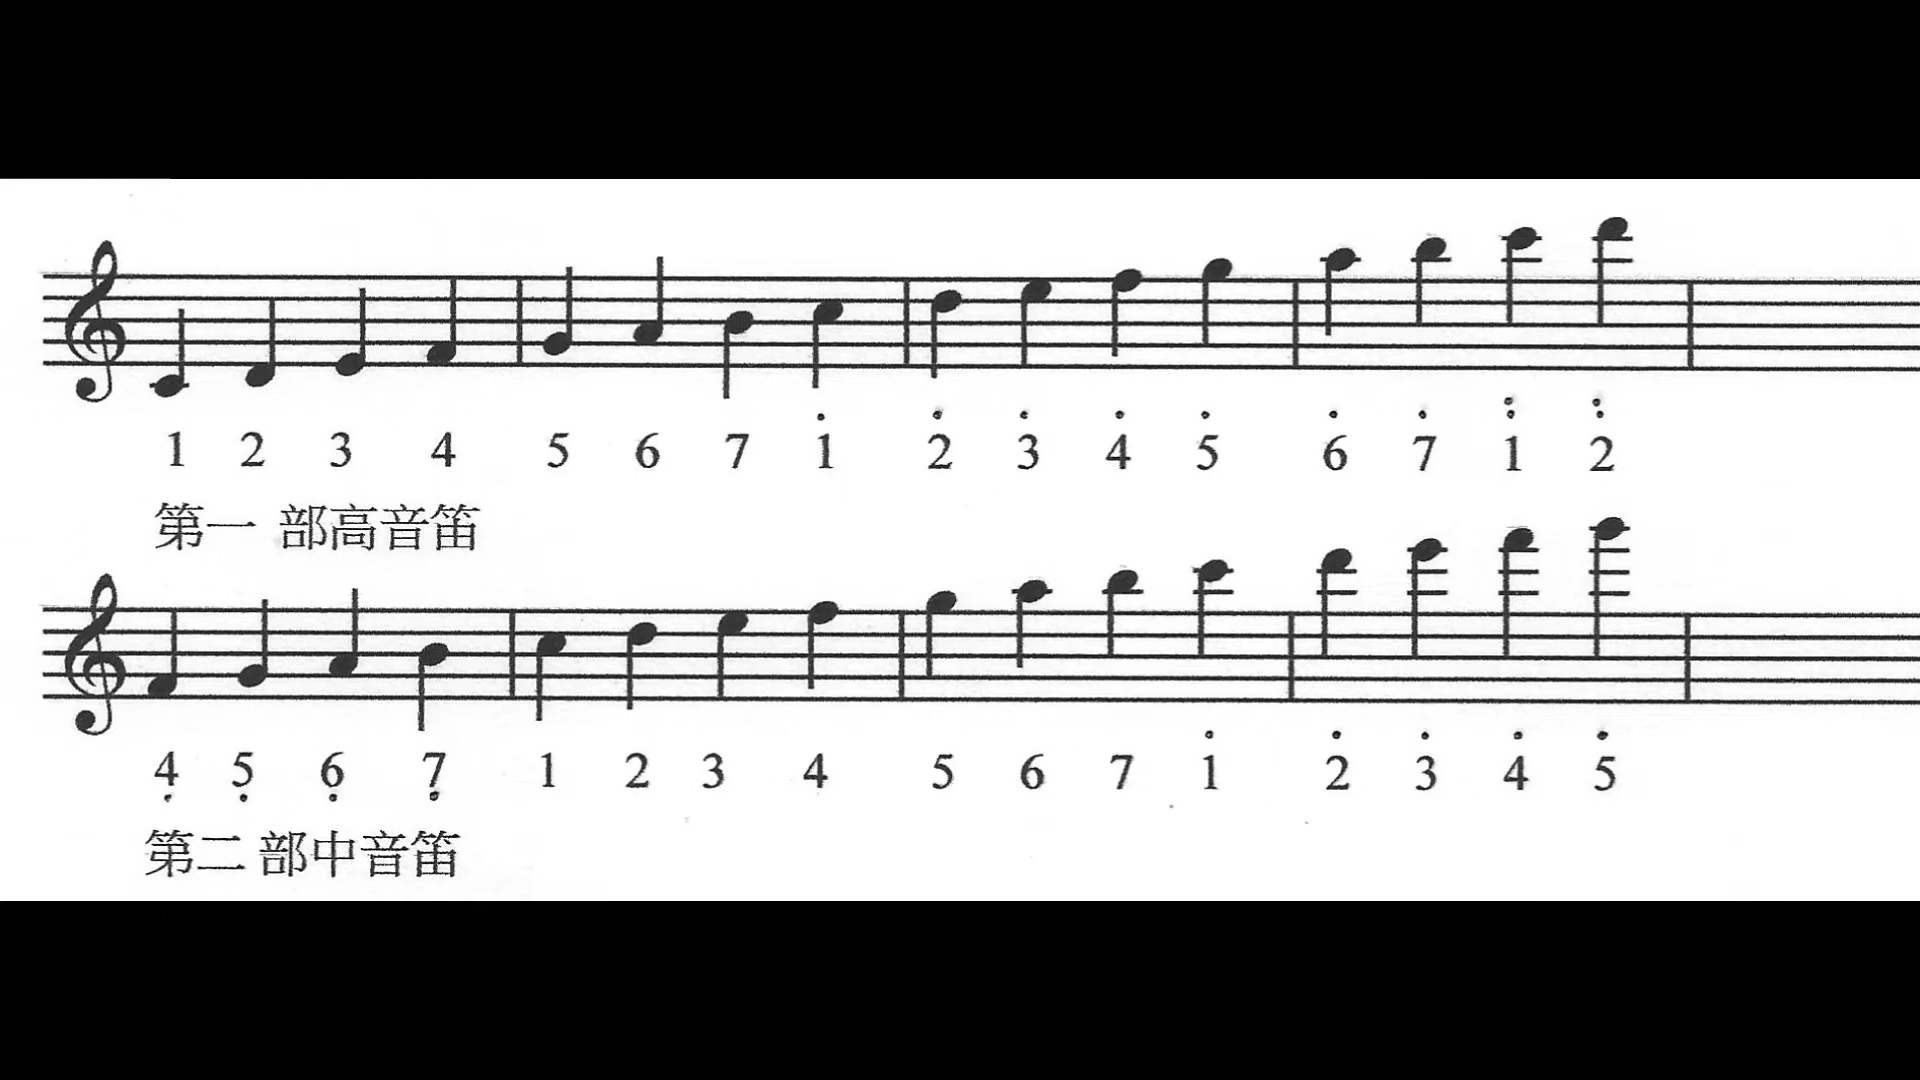 1 2 3 4 5 6 7 1̇ 2̇ 3̇ 4̇ 5̇ 6̇ 7̇ 1̈ 2̈
第一 部高音笛
4̣ 5̣ 6̣ 7̣ 1 2 3 4 5 6 7 1̇ 2̇ 3̇ 4̇ 5̇
第二 部中音笛